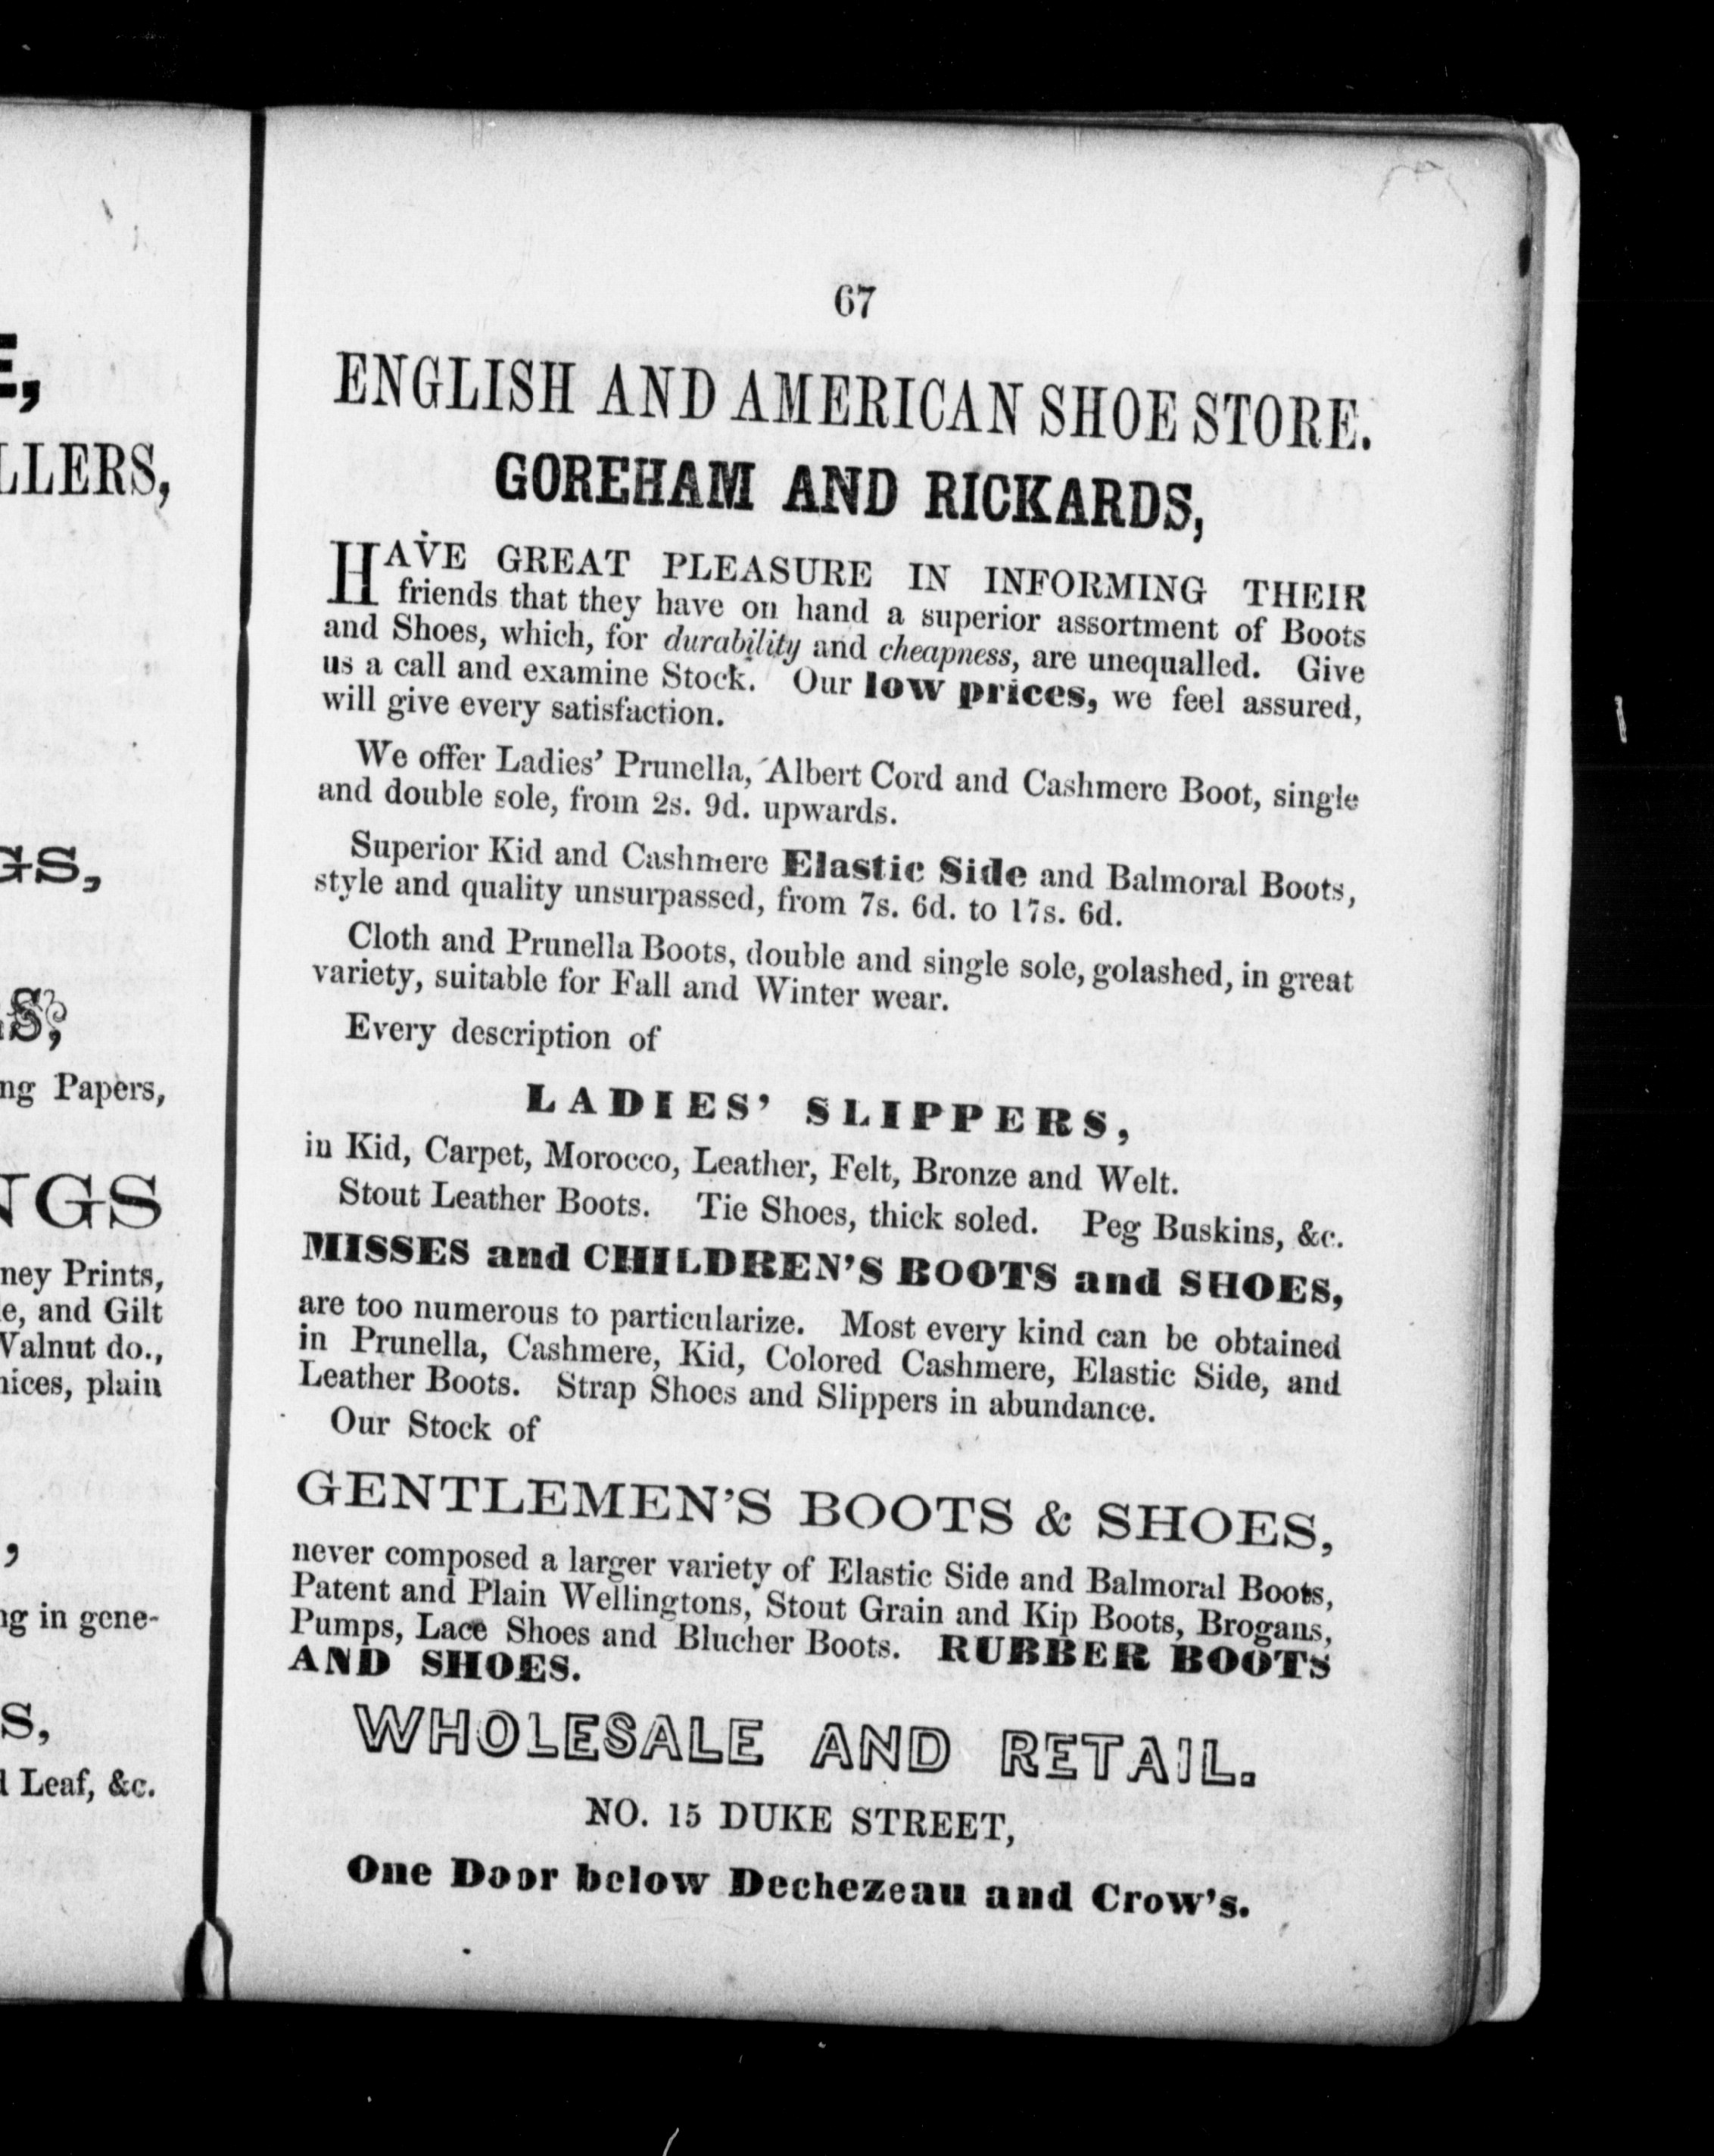 E,
LLERS,
GS,
S,
ng Papers,
NGS
ney Prints,
e, and Gilt
Walnut do.,
nices, plain
,
ng in gene-
S,
d Leaf, &c.
67
ENGLISH AND AMERICAN SHOE STORE.
GOREHAM AND RICKARDS,
HAVE GREAT PLEASURE IN INFORMING THEIR
friends that they have on hand a superior assortment of Boots
and Shoes, which, for durability and cheapness, are unequalled. Give
us a call and examine Stock. Our low prices, we feel assured,
will give every satisfaction.
We offer Ladies' Prunella, Albert Cord and Cashmere Boot, single
and double sole, from 2s. 9d. upwards.
Superior Kid and Cashmere Elastic Side and Balmoral Boots,
style and quality unsurpassed, from 7s. 6d. to 17s. 6d.
Cloth and Prunella Boots, double and single sole, golashed, in great
variety, suitable for Fall and Winter wear.
Every description of
LADIES' SLIPPERS,
in Kid, Carpet, Morocco, Leather, Felt, Bronze and Welt.
Stout Leather Boots. Tie Shoes, thick soled. Peg Buskins, &c.
MISSES and CHILDREN'S BOOTS and SHOES,
are too numerous to particularize. Most every kind can be obtained
in Prunella, Cashmere, Kid, Colored Cashmere, Elastic Side, and
Leather Boots. Strap Shoes and Slippers in abundance.
Our Stock of
GENTLEMEN'S BOOTS & SHOES,
never composed a larger variety of Elastic Side and Balmoral Boots,
Patent and Plain Wellingtons, Stout Grain and Kip Boots, Brogans,
Pumps, Lace Shoes and Blucher Boots. RUBBER BOOTS
AND SHOES.
WHOLESALE AND RETAIL.
NO. 15 DUKE STREET,
One Door below Dechezeau and Crow's.